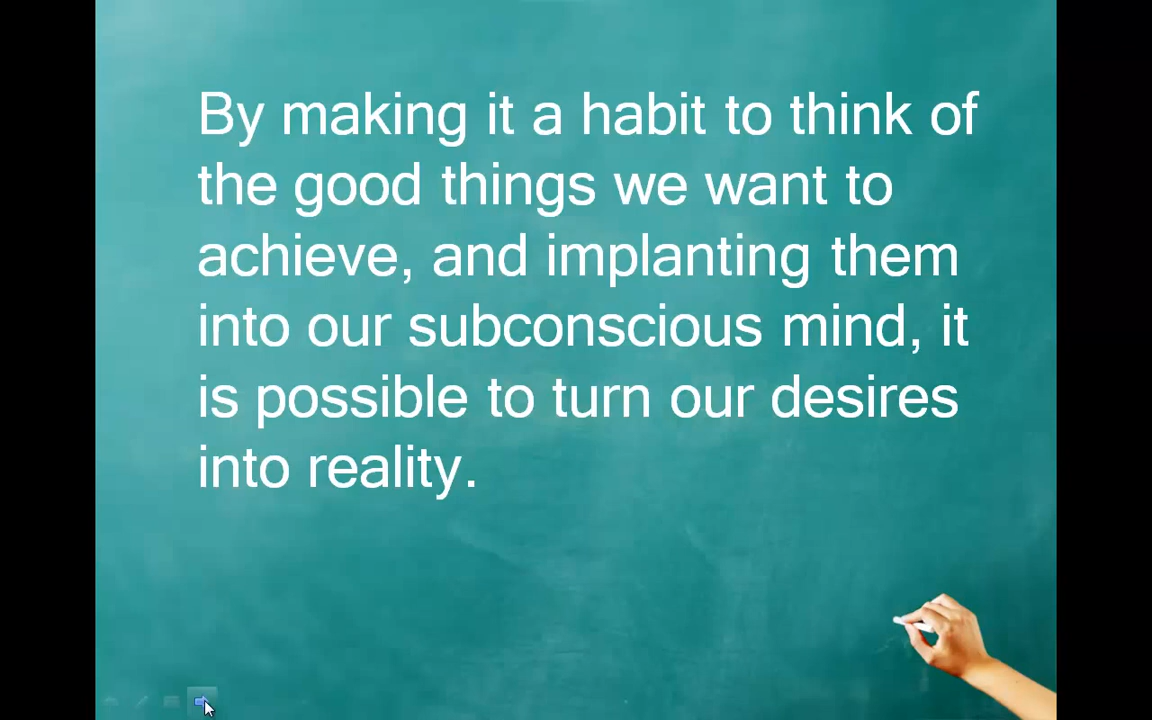 By making it a habit to think of
the good things we want to
achieve, and implanting them
into our subconscious mind, it
is possible to turn our desires
into reality.